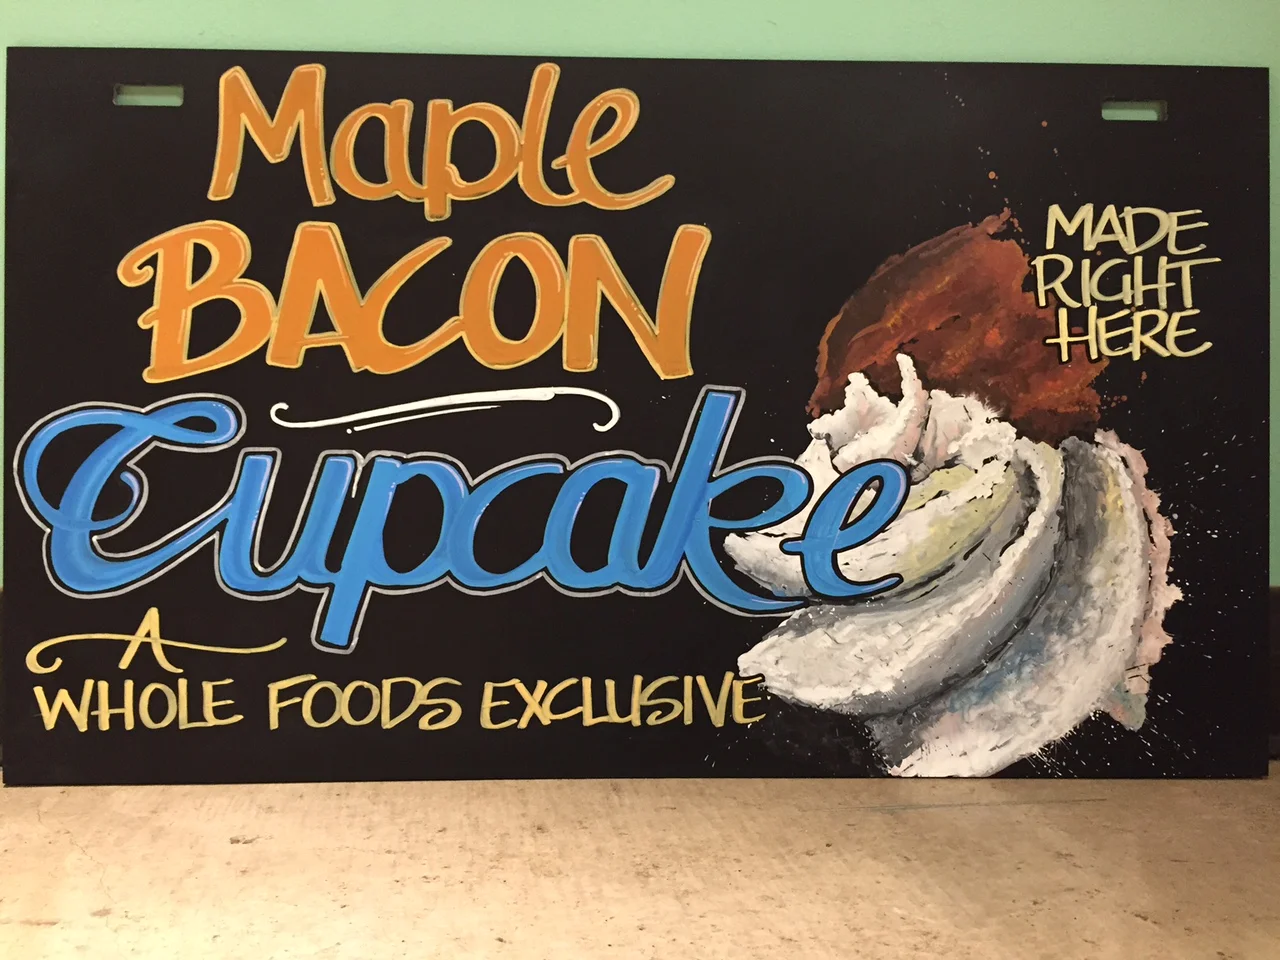 Maple
BACON
Cupcake
A
WHOLE FOODS EXCLUSIVE
MADE
RIGHT
HERE